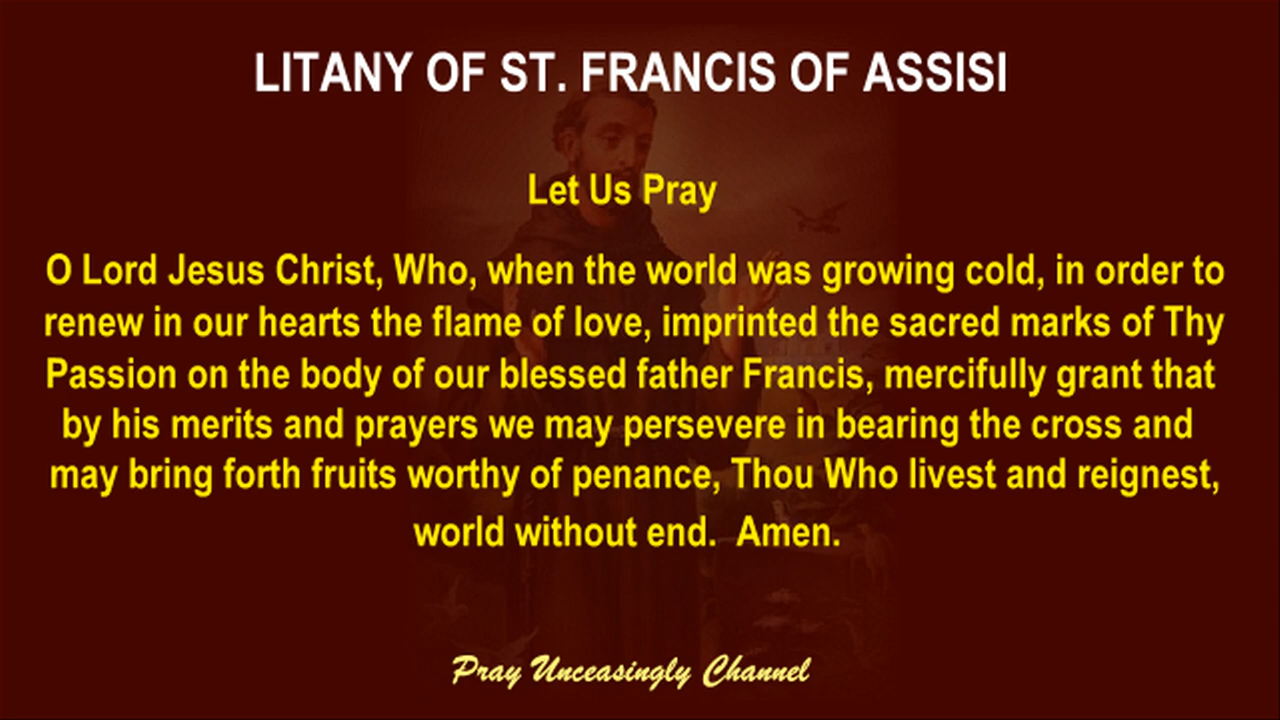 LITANY OF ST. FRANCIS OF ASSISI
Let Us Pray
O Lord Jesus Christ, Who, when the world was growing cold, in order to
renew in our hearts the flame of love, imprinted the sacred marks of Thy
Passion on the body of our blessed father Francis, mercifully grant that
by his merits and prayers we may persevere in bearing the cross and
may bring forth fruits worthy of penance, Thou Who livest and reignest,
world without end.  Amen.
Pray Unceasingly Channel